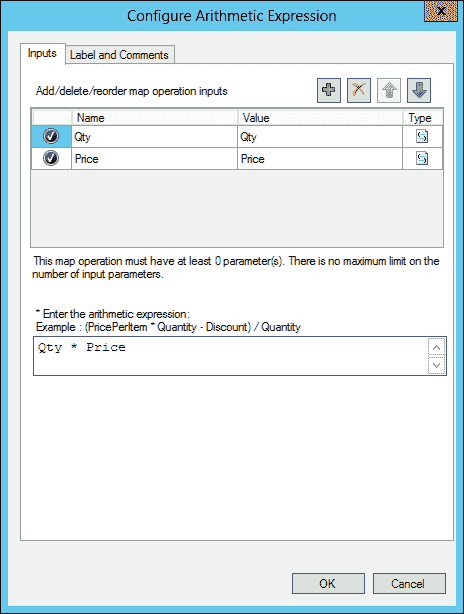 Configure Arithmetic Expression
x
Inputs
Label and Comments
Add/delete/reorder map operation inputs
Name Value Type
Qty Qty
Price Price
This map operation must have at least 0 parameter(s). There is no maximum limit on the
number of input parameters.
* Enter the arithmetic expression:
Example : (PricePerItem * Quantity - Discount) / Quantity
Qty * Price
OK Cancel